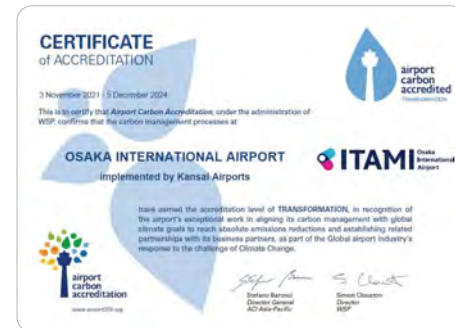 CERTIFICATE
of ACCREDITATION
airport
carbon
accredited
TRANSFORMATION
3 November 2021 - 5 December 2024
This is to certify that Airport Carbon Accreditation, under the administration of
WSP, confirms that the carbon management processes at
OSAKA INTERNATIONAL AIRPORT
implemented by Kansai Airports
ITAMI Osaka
International
Airport
have earned the accreditation level of TRANSFORMATION, in recognition of
the airport's exceptional work in aligning its carbon management with global
climate goals to reach absolute emissions reductions and establishing related
partnerships with its business partners, as part of the Global airport industry's
response to the challenge of Climate Change.
airport
carbon
accreditation
Stefano Baronci
Director General
ACI Asia-Pacific
Simon Clouston
Director
WSP